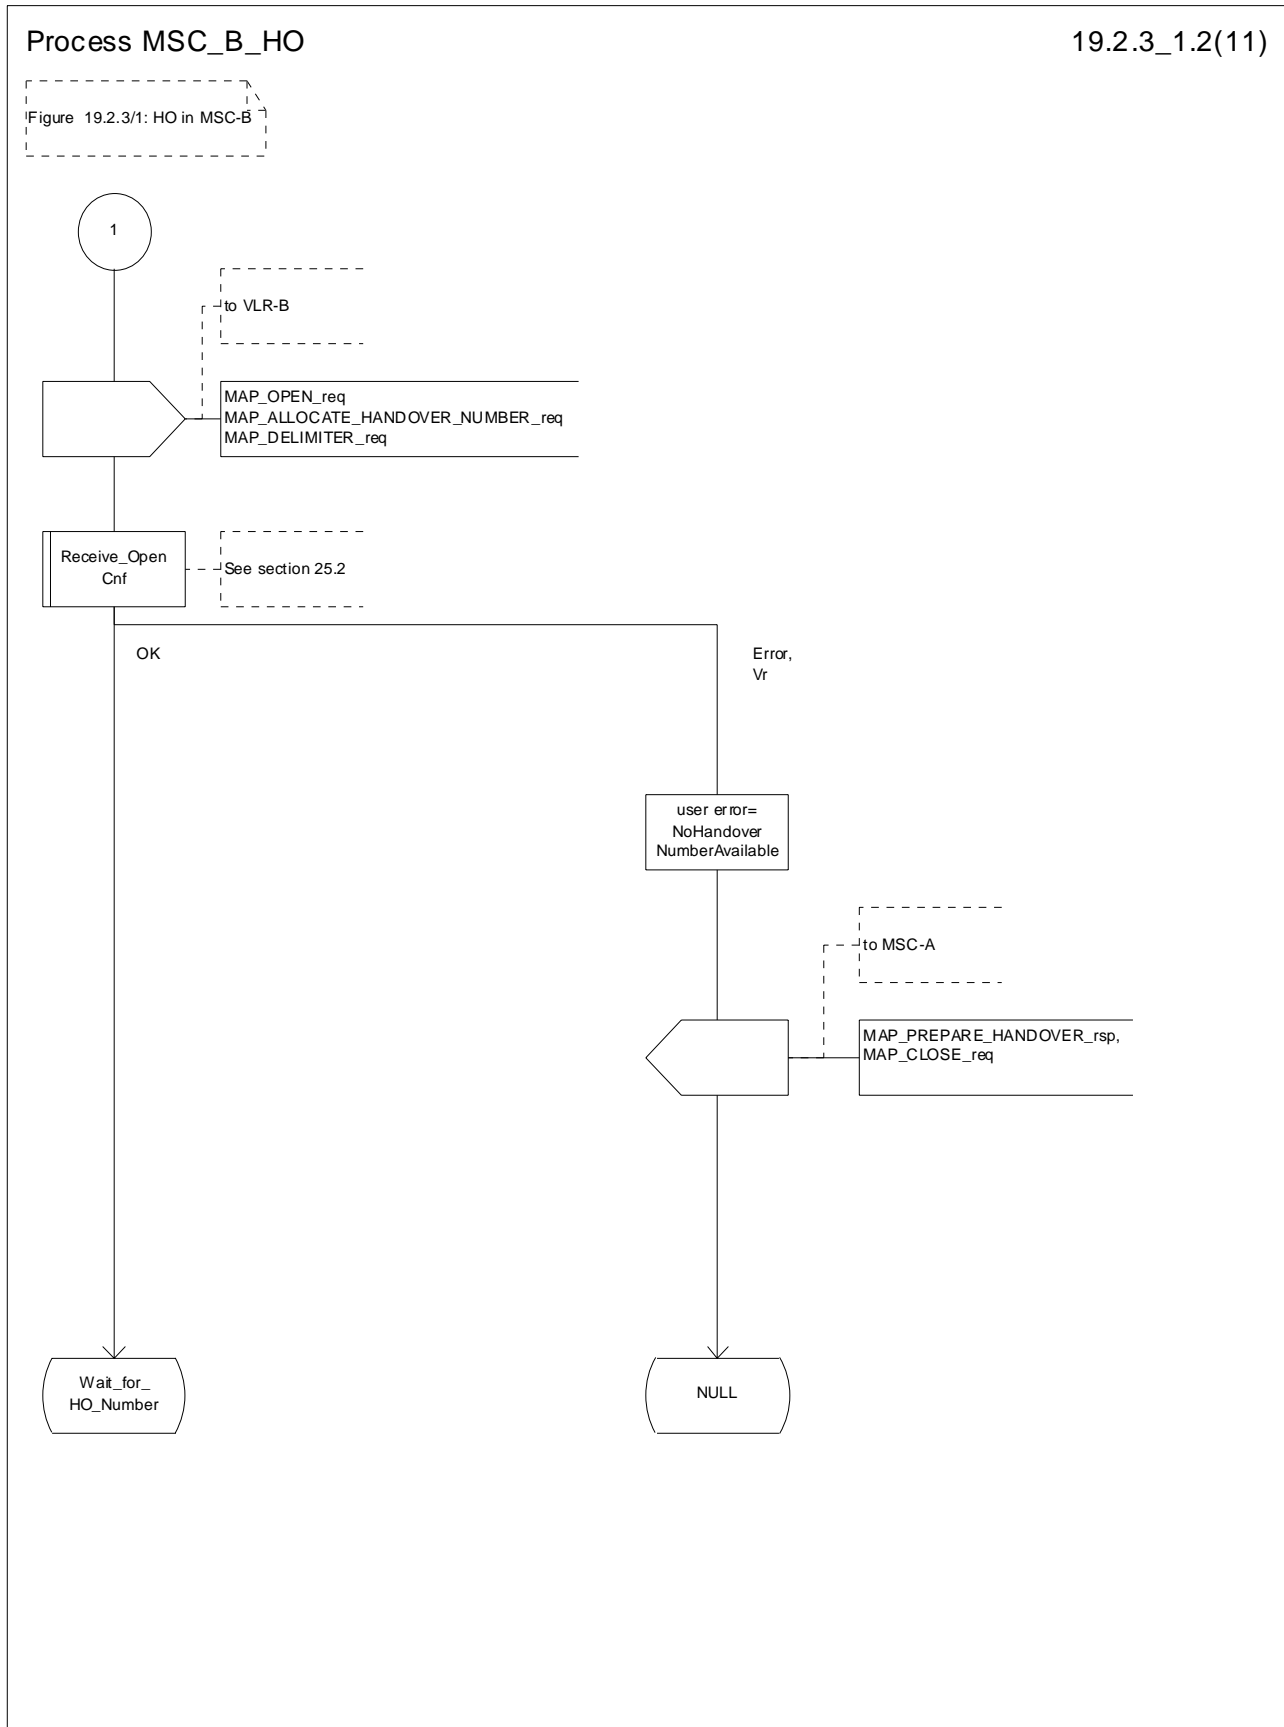 Process MSC_B_HO
19.2.3_1.2(11)
Figure 19.2.3/1: HO in MSC-B
1
to VLR-B
MAP_OPEN_req
MAP_ALLOCATE_HANDOVER_NUMBER_req
MAP_DELIMITER_req
Receive_Open
Cnf
See section 25.2
OK
Error,
Vr
user error=
NoHandover
NumberAvailable
to MSC-A
MAP_PREPARE_HANDOVER_rsp,
MAP_CLOSE_req
Wait_for_
HO_Number
NULL